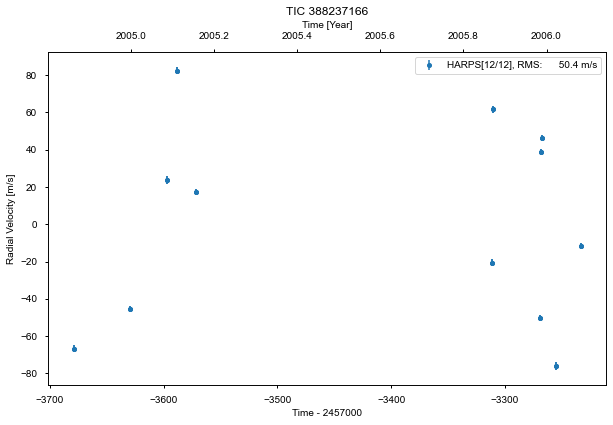 TIC 388237166
Time [Year]
2005.0 2005.2 2005.4 2005.6 2005.8 2006.0
HARPS[12/12], RMS: 50.4 m/s
Radial Velocity [m/s]
80
60
40
20
0
−20
−40
−60
−80
−3700 −3600 −3500 −3400 −3300
Time - 2457000